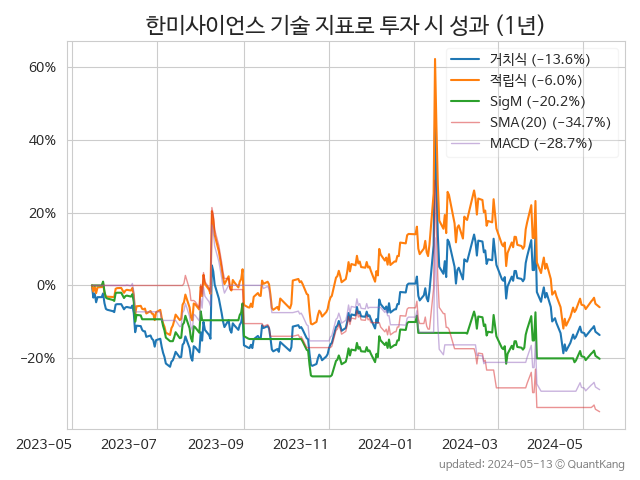 한미사이언스 기술 지표로 투자 시 성과 (1년)
거치식 (−13.6%)
적립식 (−6.0%)
SigM (−20.2%)
SMA(20) (−34.7%)
MACD (−28.7%)
60%
40%
20%
0%
−20%
2023-05 2023-07 2023-09 2023-11 2024-01 2024-03 2024-05
updated: 2024-05-13 ⓒ QuantKang